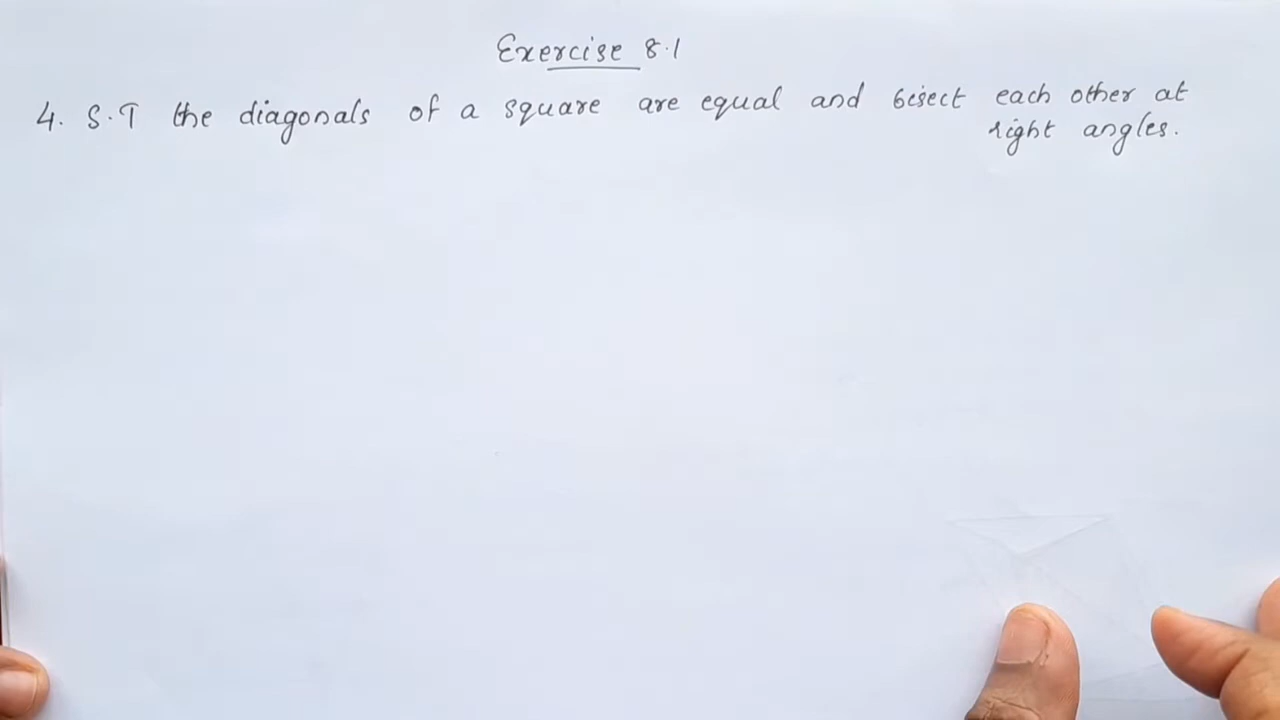 Exercise 8.1
4. S.T the diagonals of a square are equal and bisect each other at
right angles.